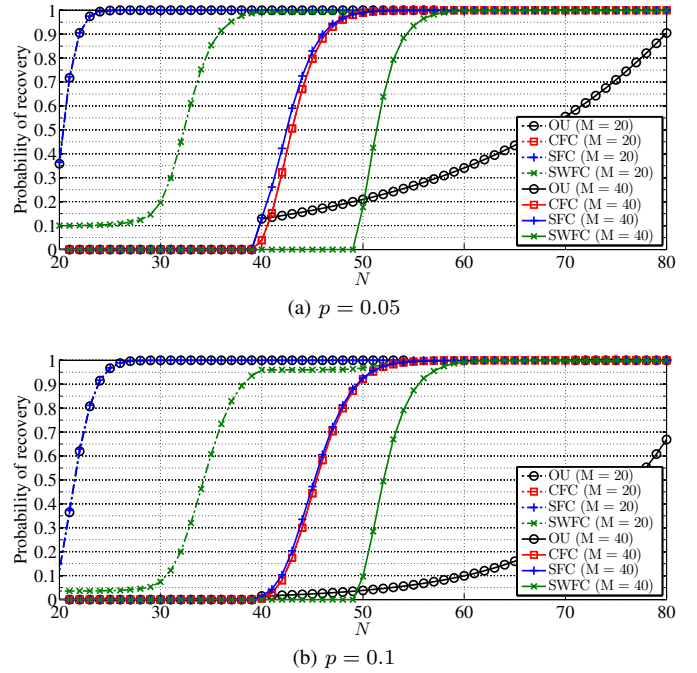 1
0.9
0.8
0.7
0.6
0.5
0.4
0.3
0.2
0.1
0
Probability of recovery
OU (M = 20)
CFC (M = 20)
SFC (M = 20)
SWFC (M = 20)
OU (M = 40)
CFC (M = 40)
SFC (M = 40)
SWFC (M = 40)
20 30 40 50 60 70 80
N
(a) p = 0.05
1
0.9
0.8
0.7
0.6
0.5
0.4
0.3
0.2
0.1
0
Probability of recovery
OU (M = 20)
CFC (M = 20)
SFC (M = 20)
SWFC (M = 20)
OU (M = 40)
CFC (M = 40)
SFC (M = 40)
SWFC (M = 40)
20 30 40 50 60 70 80
N
(b) p = 0.1